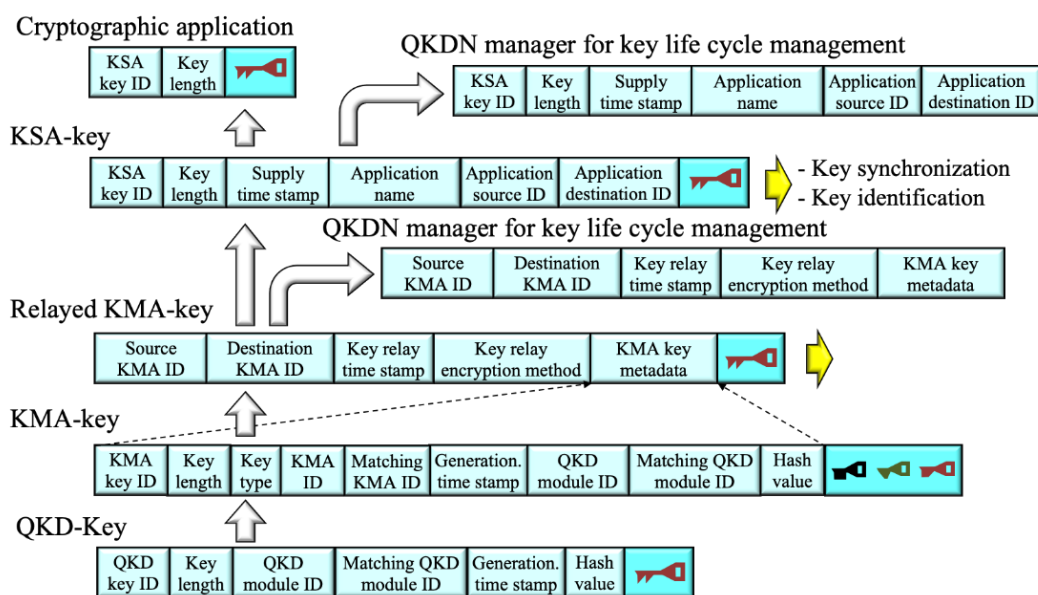 Cryptographic application
KSA key ID
Key length
QKDN manager for key life cycle management
KSA key ID
Key length
Supply time stamp
Application name
Application source ID
Application destination ID
KSA-key
KSA key ID
Key length
Supply time stamp
Application name
Application source ID
Application destination ID
- Key synchronization
- Key identification
QKDN manager for key life cycle management
Source KMA ID
Destination KMA ID
Key relay time stamp
Key relay encryption method
KMA key metadata
Relayed KMA-key
Source KMA ID
Destination KMA ID
Key relay time stamp
Key relay encryption method
KMA key metadata
KMA-key
KMA key ID
Key length
Key type
KMA ID
Matching KMA ID
Generation. time stamp
QKD module ID
Matching QKD module ID
Hash value
QKD-Key
QKD key ID
Key length
QKD module ID
Matching QKD module ID
Generation. time stamp
Hash value